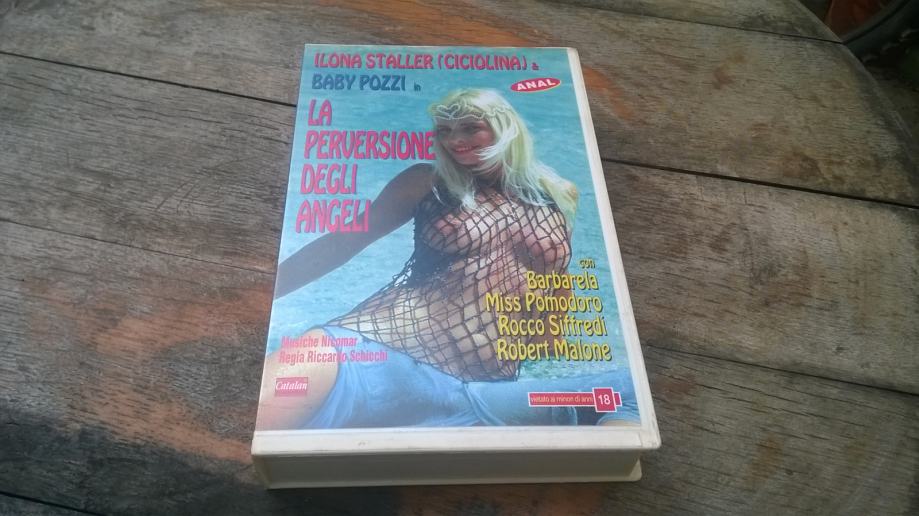 ILONA STALLER (CICIOLINA) &
BABY POZZI in
ANAL
LA
PERVERSIONE
DEGLI
ANGELI
con
Barbarela
Miss Pomodoro
Rocco Siffredi
Robert Malone
Musiche Nicomar
Regia Riccardo Schicchi
Catalan
vietato ai minori di anni 18